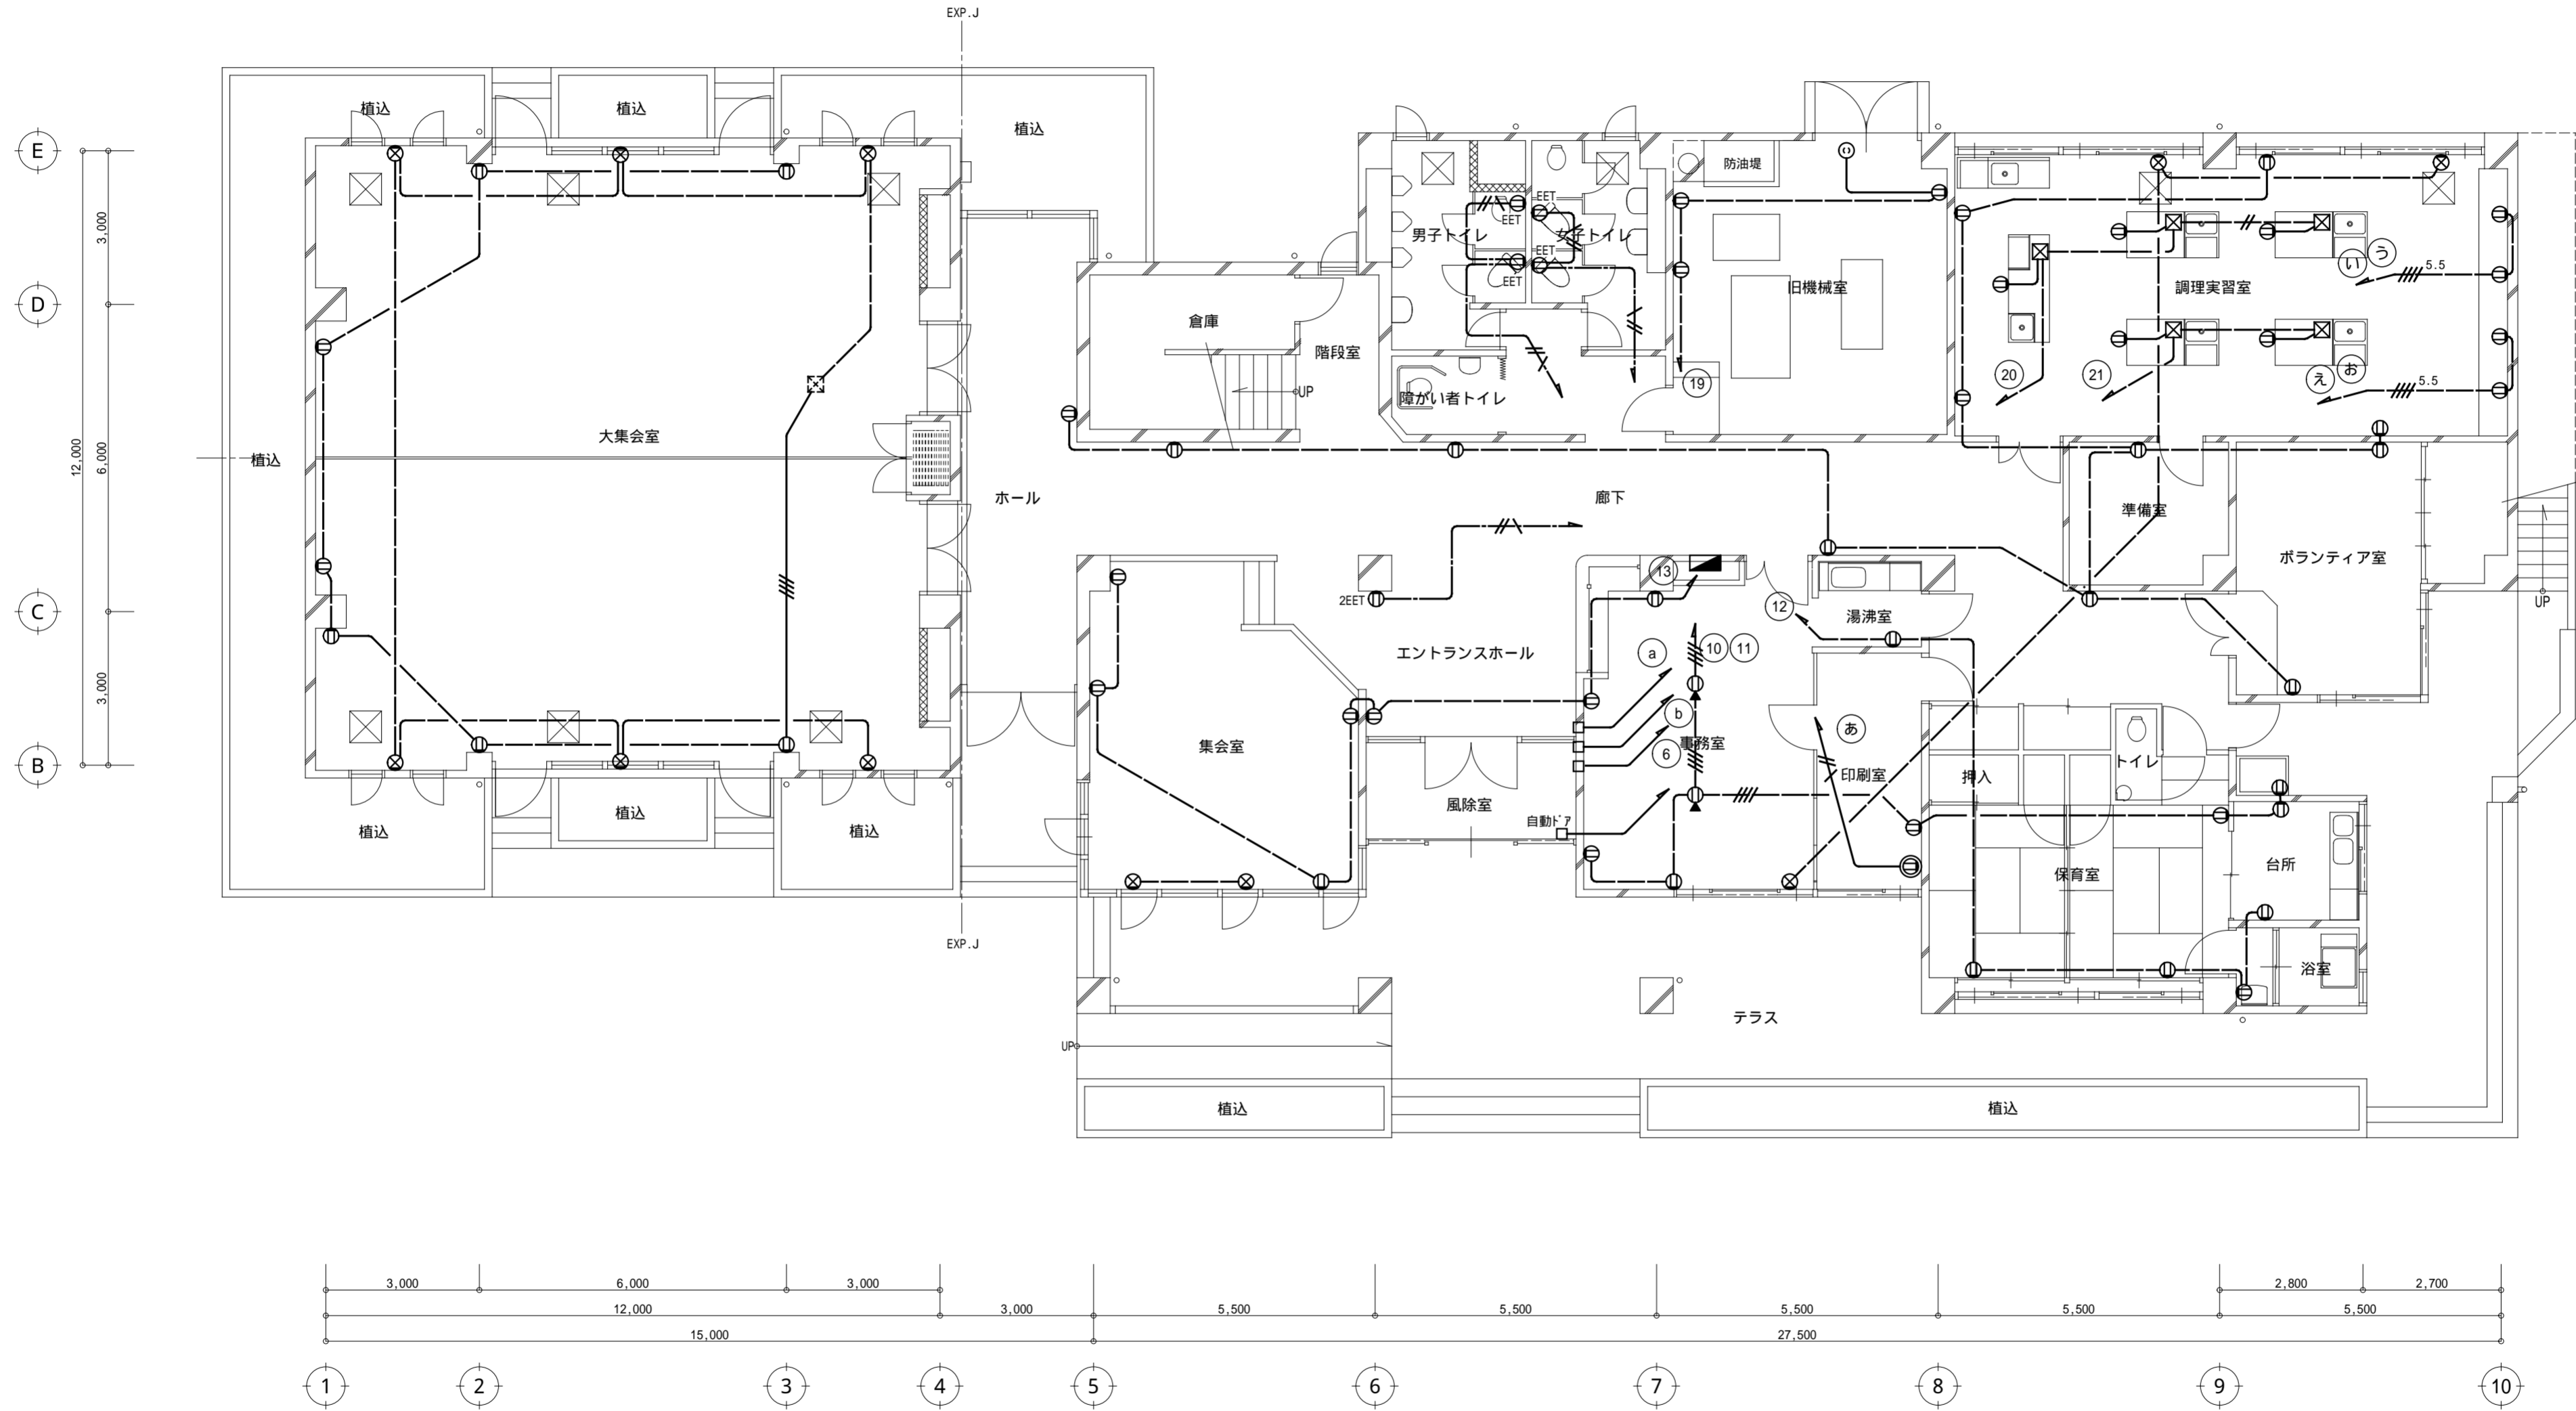 EXP.J
植込
植込
植込
E
防油堤
EET
EET
EET
EET
男子トイレ
女子トイレ
3,000
い
う
5.5
D
旧機械室
調理実習室
倉庫
階段室
UP
19
20
21
え
お
5.5
障がい者トイレ
大集会室
植込
12,000
6,000
ホール
廊下
準備室
ボランティア室
13
2EET
12
C
UP
湯沸室
エントランスホール
a
10
11
3,000
b
あ
集会室
6
事務室
B
トイレ
押入
印刷室
風除室
植込
植込
植込
自動ドア
台所
保育室
EXP.J
浴室
テラス
UP
植込
植込
3,000
6,000
3,000
2,800
2,700
12,000
3,000
5,500
5,500
5,500
5,500
5,500
15,000
27,500
1
2
3
4
5
6
7
8
9
10